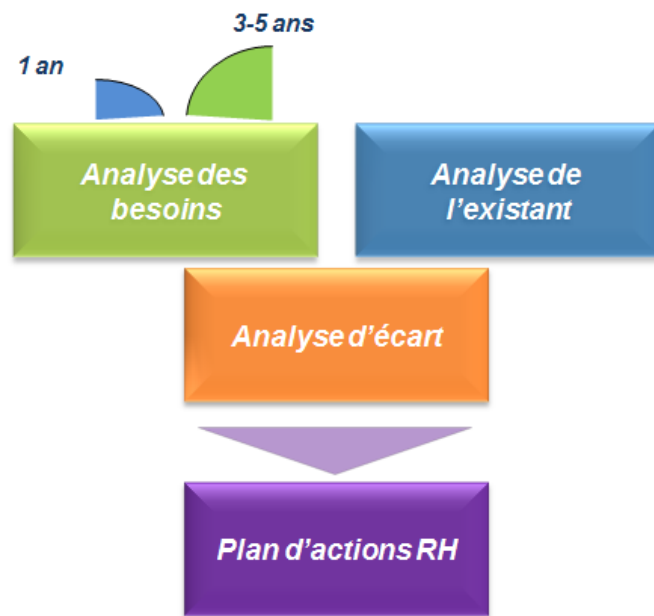 3-5 ans
1 an
Analyse des
besoins
Analyse de
l'existant
Analyse d'écart
Plan d'actions RH